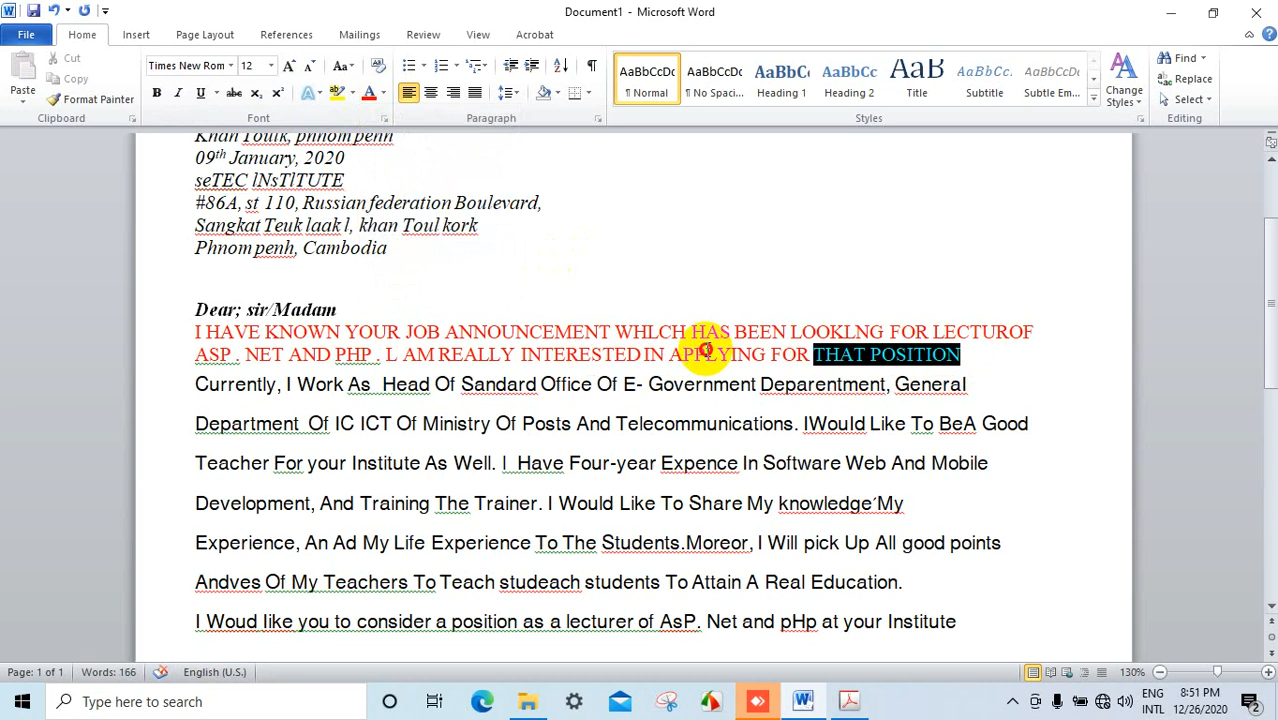 Document1 - Microsoft Word
File
Home
Insert
Page Layout
References
Mailings
Review
View
Acrobat
Paste
Cut
Copy
Format Painter
Clipboard
Times New Rom
12
Font
Paragraph
AaBbCcDc
¶ Normal
AaBbCcDc
¶ No Spaci...
AaBbC
Heading 1
AaBbCc
Heading 2
AaB
Title
AaBbCcI
Subtitle
AaBbCcDt
Subtle Em...
Change
Styles
Styles
Find
Replace
Select
Editing
Khan Toulk, phnom penh
09th January, 2020
seTEC lNsTlTUTE
#86A, st 110, Russian federation Boulevard,
Sangkat Teuk laak l, khan Toul kork
Phnom penh, Cambodia
Dear; sir/Madam
I HAVE KNOWN YOUR JOB ANNOUNCEMENT WHLCH HAS BEEN LOOKLNG FOR LECTUROF
ASP . NET AND PHP . L AM REALLY INTERESTED IN APPLYING FOR THAT POSITION
Currently, I Work As Head Of Sandard Office Of E- Government Deparentment, General
Department Of IC ICT Of Ministry Of Posts And Telecommunications. IWould Like To BeA Good
Teacher For your Institute As Well. I Have Four-year Expence In Software Web And Mobile
Development, And Training The Trainer. I Would Like To Share My knowledge´My
Experience, An Ad My Life Experience To The Students.Moreor, I Will pick Up All good points
Andves Of My Teachers To Teach studeach students To Attain A Real Education.
I Woud like you to consider a position as a lecturer of AsP. Net and pHp at your Institute
Page: 1 of 1
Words: 166
English (U.S.)
130%
Type here to search
ENG
INTL
8:51 PM
12/26/2020
2